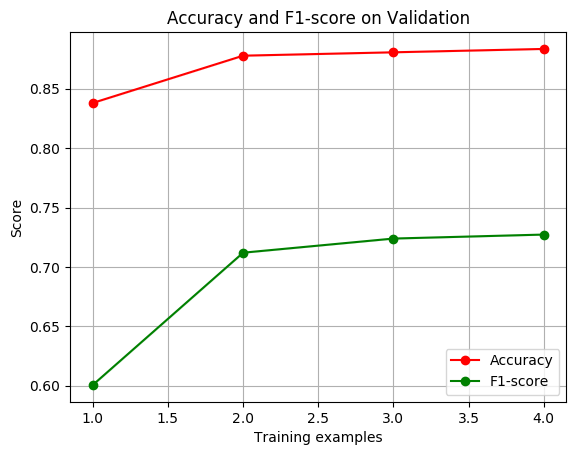 Accuracy and F1-score on Validation
Score
0.85
0.80
0.75
0.70
0.65
0.60
1.0 1.5 2.0 2.5 3.0 3.5 4.0
Training examples
Accuracy
F1-score